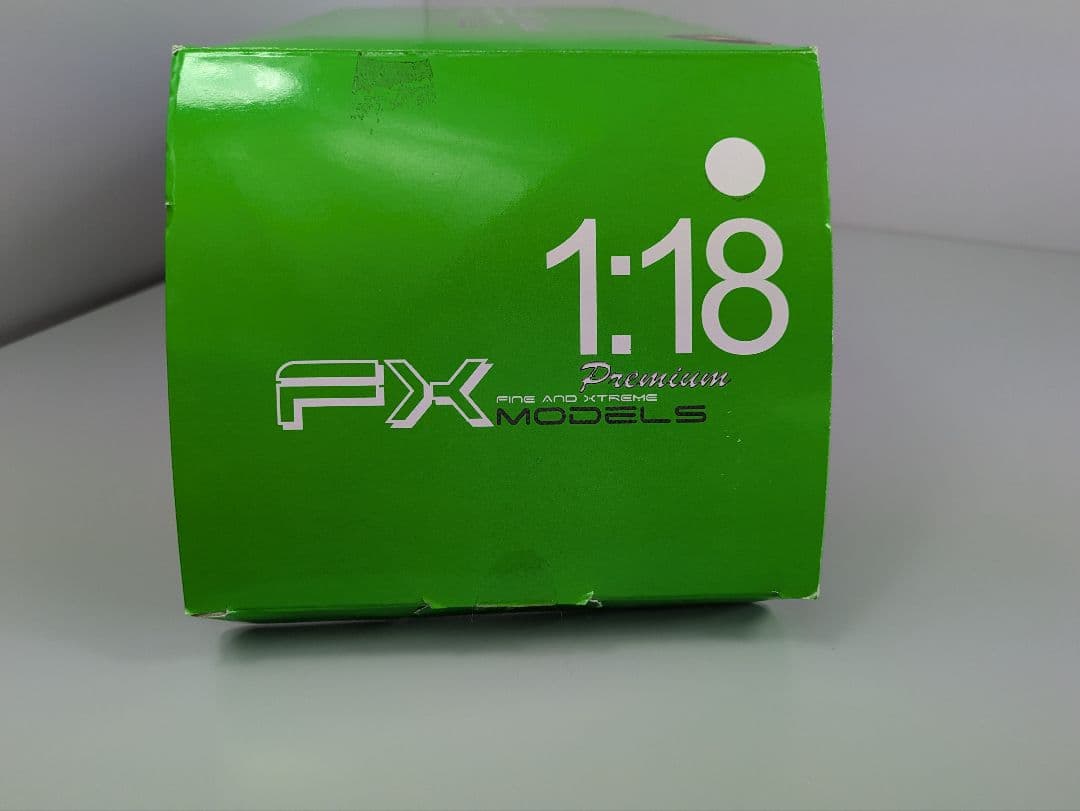 1:18
Premium
FX
FINE AND XTREME
MODELS